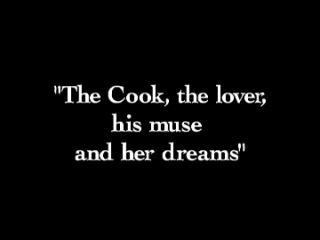 "The Cook, the lover,
his muse
and her dreams"